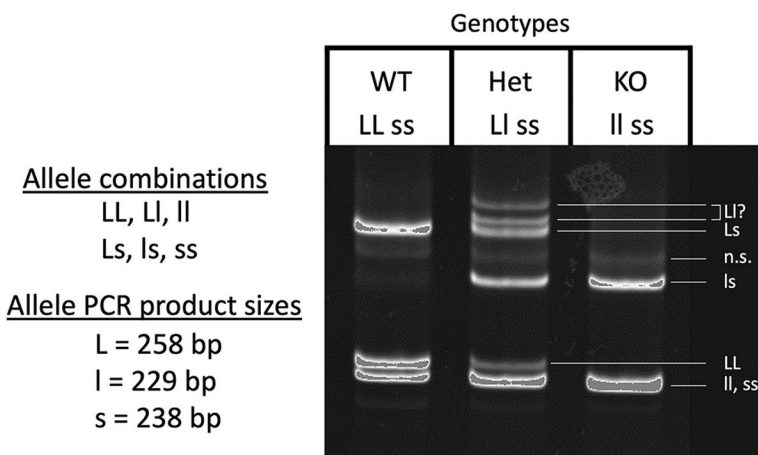 Genotypes
WT Het KO
LL ss Ll ss ll ss
Allele combinations
LL, Ll, ll
Ls, ls, ss
Allele PCR product sizes
L = 258 bp
l = 229 bp
s = 238 bp
Ll?
Ls
n.s.
ls
LL
ll, ss